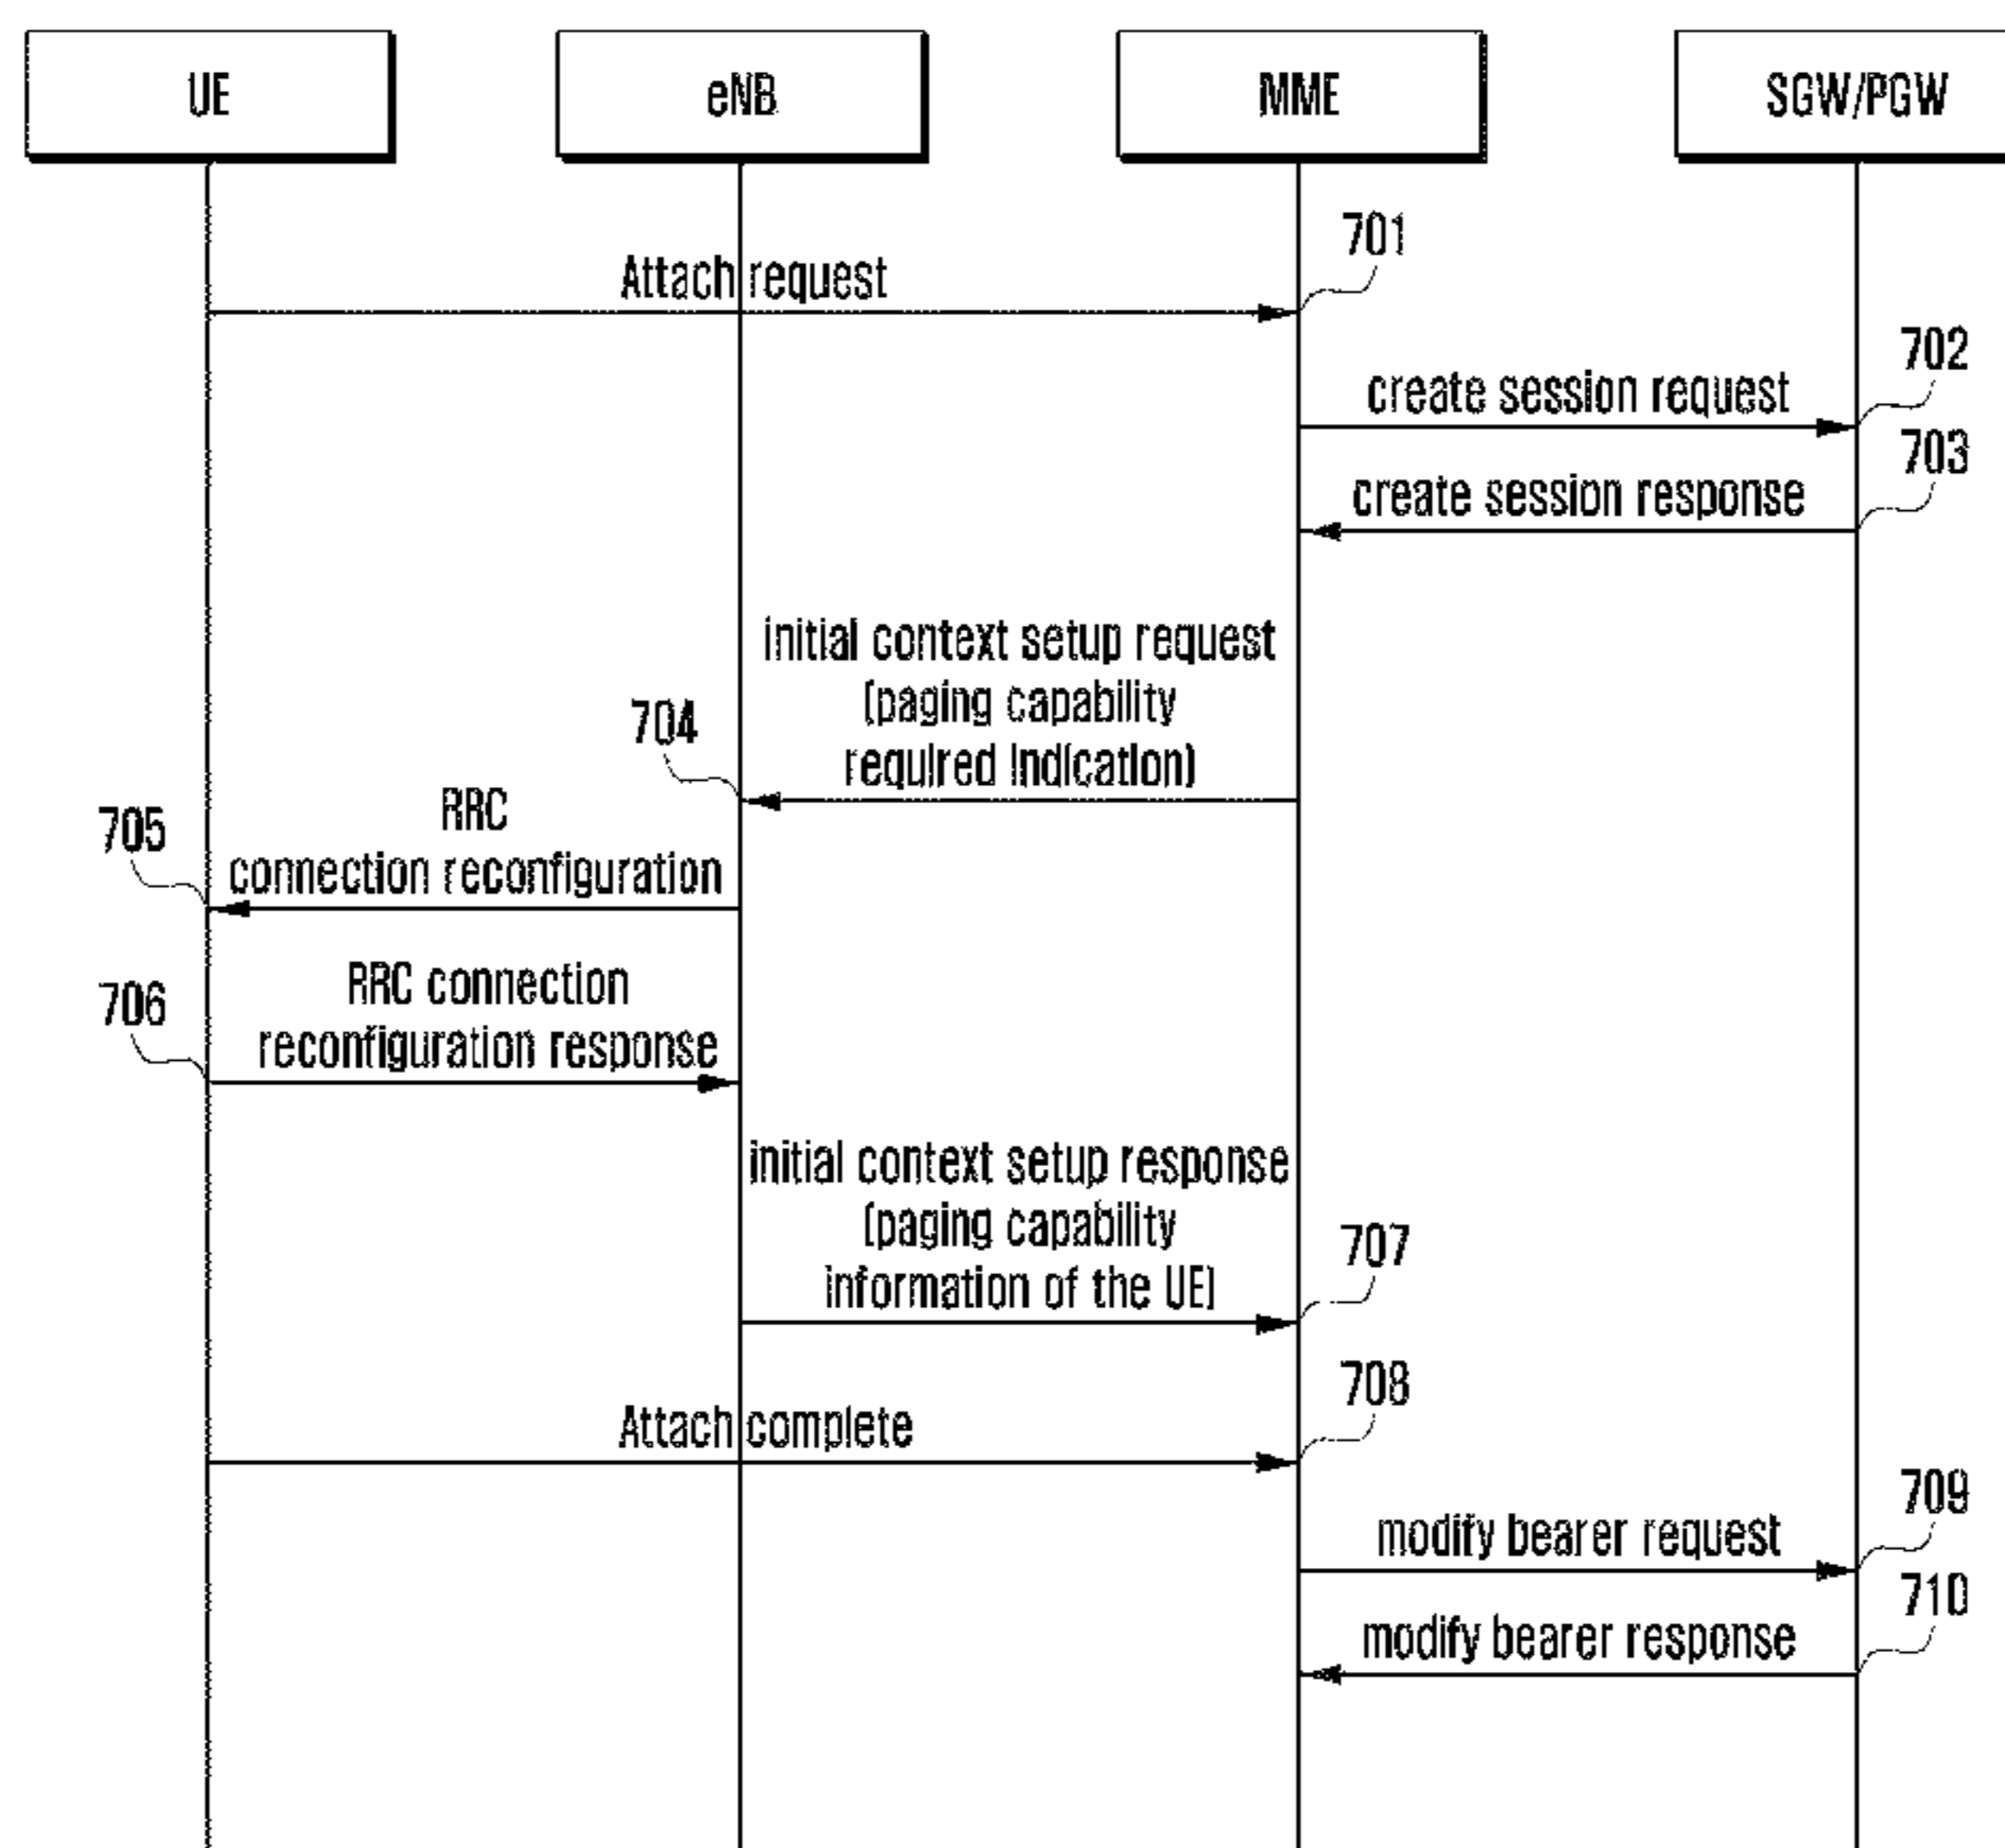 UE
eNB
MME
SGW/PGW
701
Attach request
702
create session request
703
create session response
initial context setup request
(paging capability
required indication)
704
RRC
connection reconfiguration
705
RRC connection
reconfiguration response
706
initial context setup response
(paging capability
information of the UE)
707
708
Attach complete
709
modify bearer request
710
modify bearer response